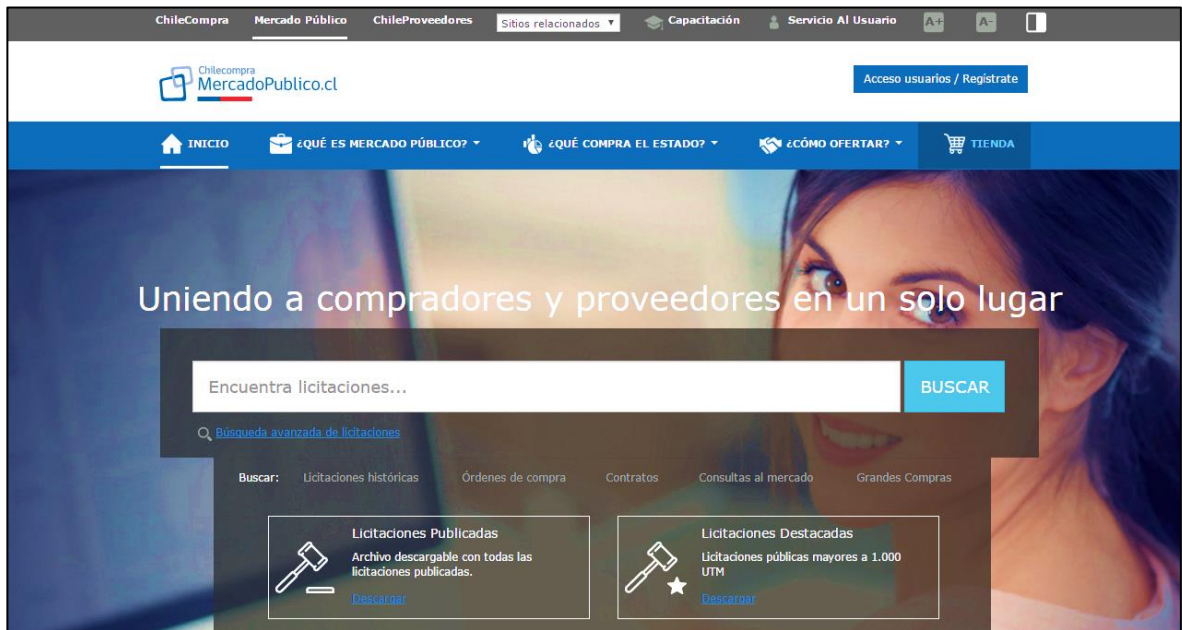 ChileCompra Mercado Público ChileProveedores Sitios relacionados Capacitación Servicio Al Usuario A+ A-
Chilecompra
MercadoPublico.cl
Acceso usuarios / Regístrate
INICIO ¿QUÉ ES MERCADO PÚBLICO? ¿QUÉ COMPRA EL ESTADO? ¿CÓMO OFERTAR? TIENDA
Uniendo a compradores y proveedores en un solo lugar
Encuentra licitaciones... BUSCAR
Búsqueda avanzada de licitaciones
Buscar: Licitaciones históricas Órdenes de compra Contratos Consultas al mercado Grandes Compras
Licitaciones Publicadas
Archivo descargable con todas las
licitaciones publicadas.
Descargar
Licitaciones Destacadas
Licitaciones públicas mayores a 1.000
UTM
Descargar